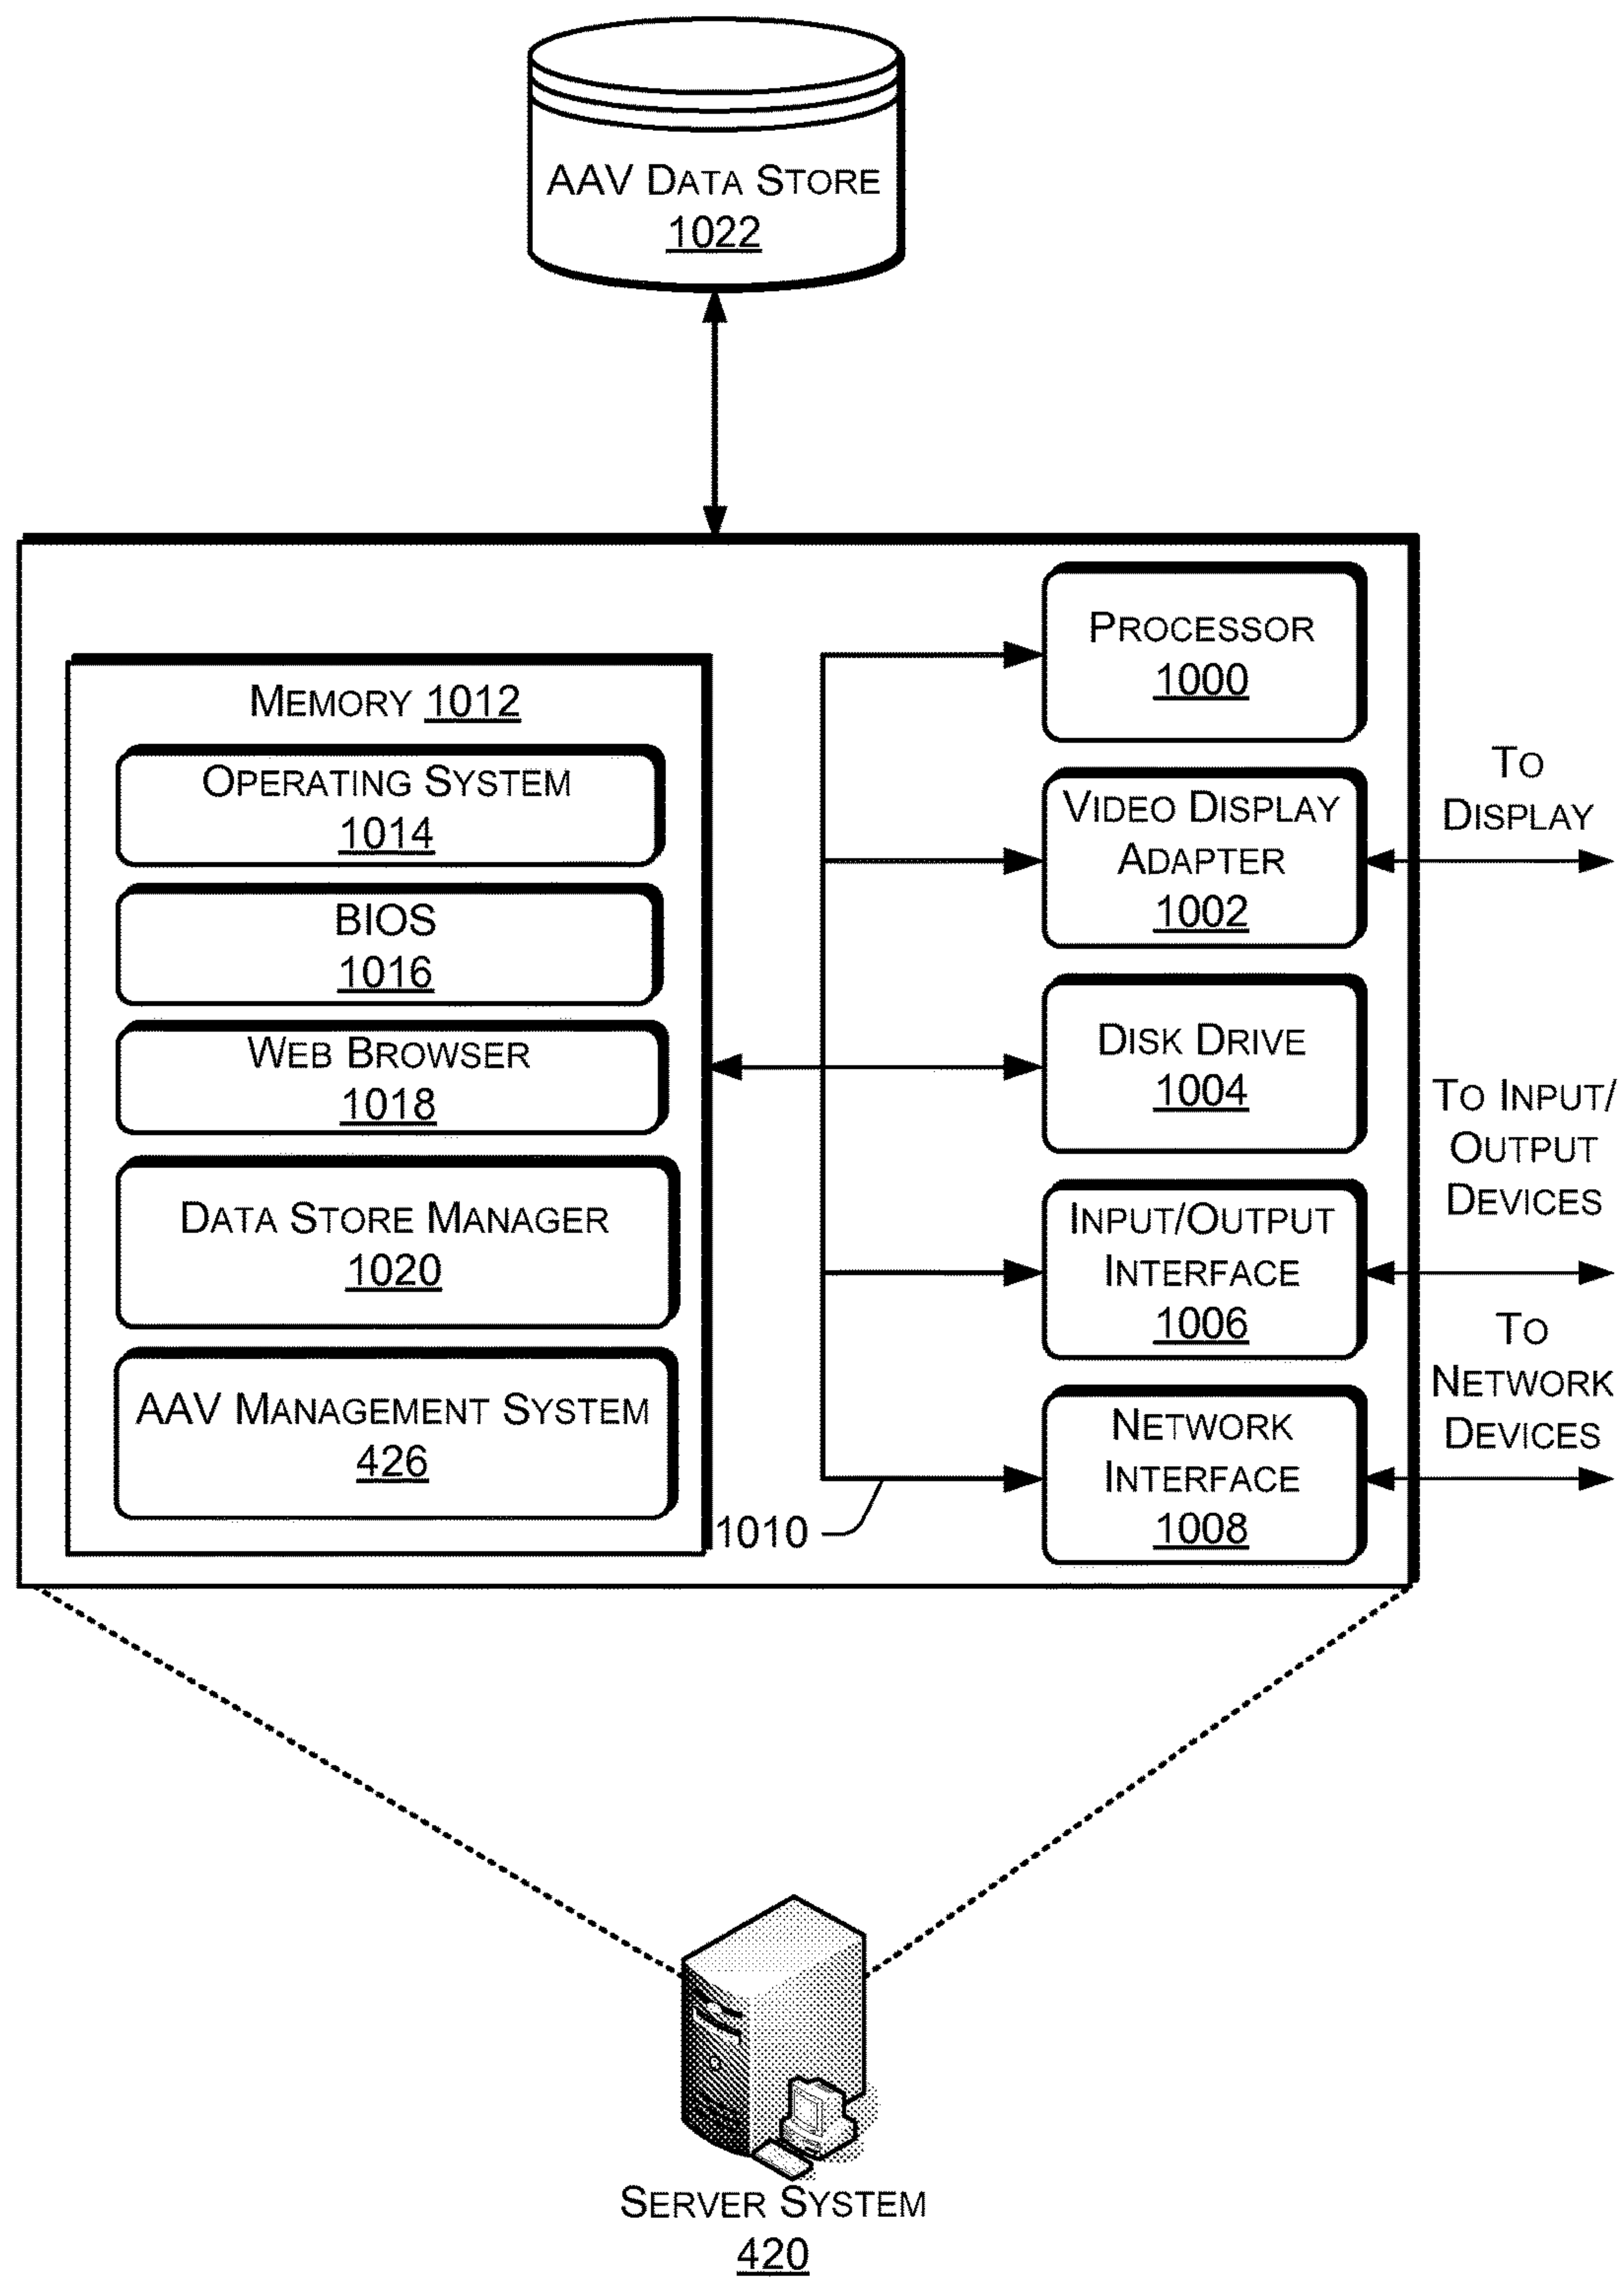 AAV DATA STORE
1022
MEMORY 1012
OPERATING SYSTEM
1014
BIOS
1016
WEB BROWSER
1018
DATA STORE MANAGER
1020
AAV MANAGEMENT SYSTEM
426
PROCESSOR
1000
VIDEO DISPLAY
ADAPTER
1002
DISK DRIVE
1004
INPUT/OUTPUT
INTERFACE
1006
NETWORK
INTERFACE
1008
1010
TO
DISPLAY
TO INPUT/
OUTPUT
DEVICES
TO
NETWORK
DEVICES
SERVER SYSTEM
420